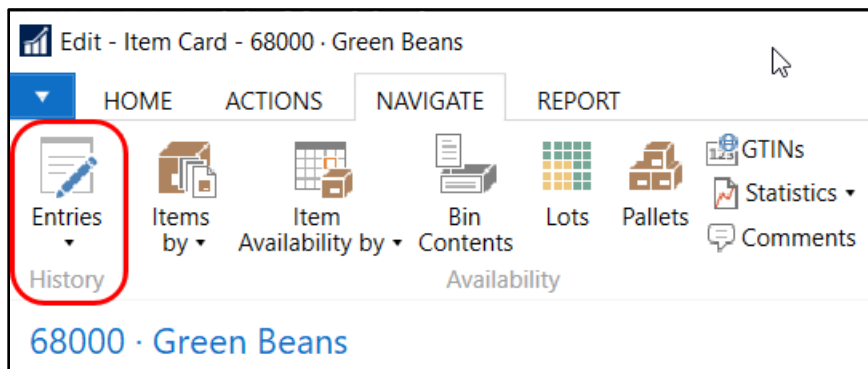 Edit - Item Card - 68000 · Green Beans
HOME ACTIONS NAVIGATE REPORT
Entries
History
Items
by
Item
Availability by
Bin
Contents
Lots
Pallets
Availability
123
GTINs
Statistics
Comments
68000 · Green Beans